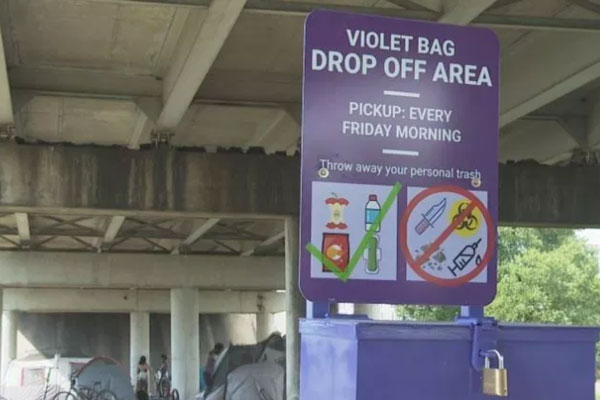 VIOLET BAG
DROP OFF AREA
PICKUP: EVERY
FRIDAY MORNING
Throw away your personal trash